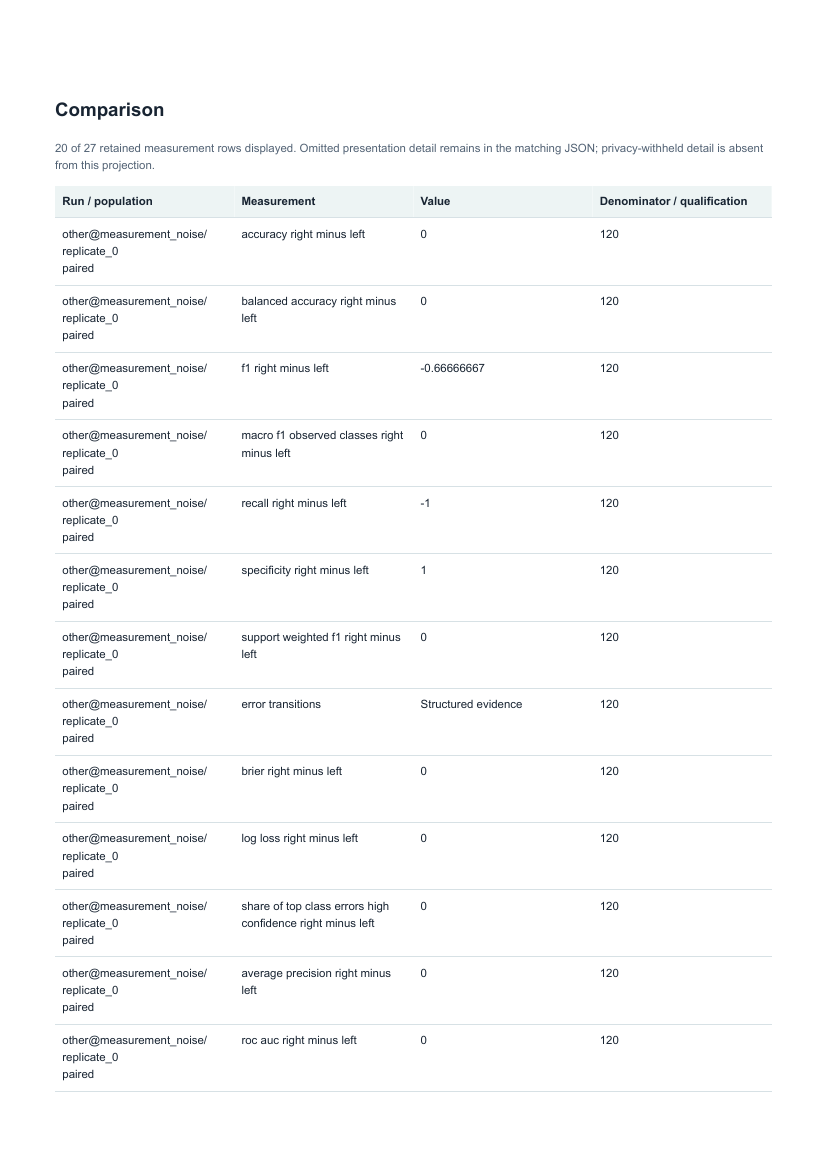 Comparison
20 of 27 retained measurement rows displayed. Omitted presentation detail remains in the matching JSON; privacy-withheld detail is absent
from this projection.
Run / population Measurement Value Denominator / qualification
other@measurement_noise/ accuracy right minus left 0 120
replicate_0
paired
other@measurement_noise/ balanced accuracy right minus 0 120
replicate_0 left
paired
other@measurement_noise/ f1 right minus left -0.66666667 120
replicate_0
paired
other@measurement_noise/ macro f1 observed classes right 0 120
replicate_0 minus left
paired
other@measurement_noise/ recall right minus left -1 120
replicate_0
paired
other@measurement_noise/ specificity right minus left 1 120
replicate_0
paired
other@measurement_noise/ support weighted f1 right minus 0 120
replicate_0 left
paired
other@measurement_noise/ error transitions Structured evidence 120
replicate_0
paired
other@measurement_noise/ brier right minus left 0 120
replicate_0
paired
other@measurement_noise/ log loss right minus left 0 120
replicate_0
paired
other@measurement_noise/ share of top class errors high 0 120
replicate_0 confidence right minus left
paired
other@measurement_noise/ average precision right minus 0 120
replicate_0 left
paired
other@measurement_noise/ roc auc right minus left 0 120
replicate_0
paired